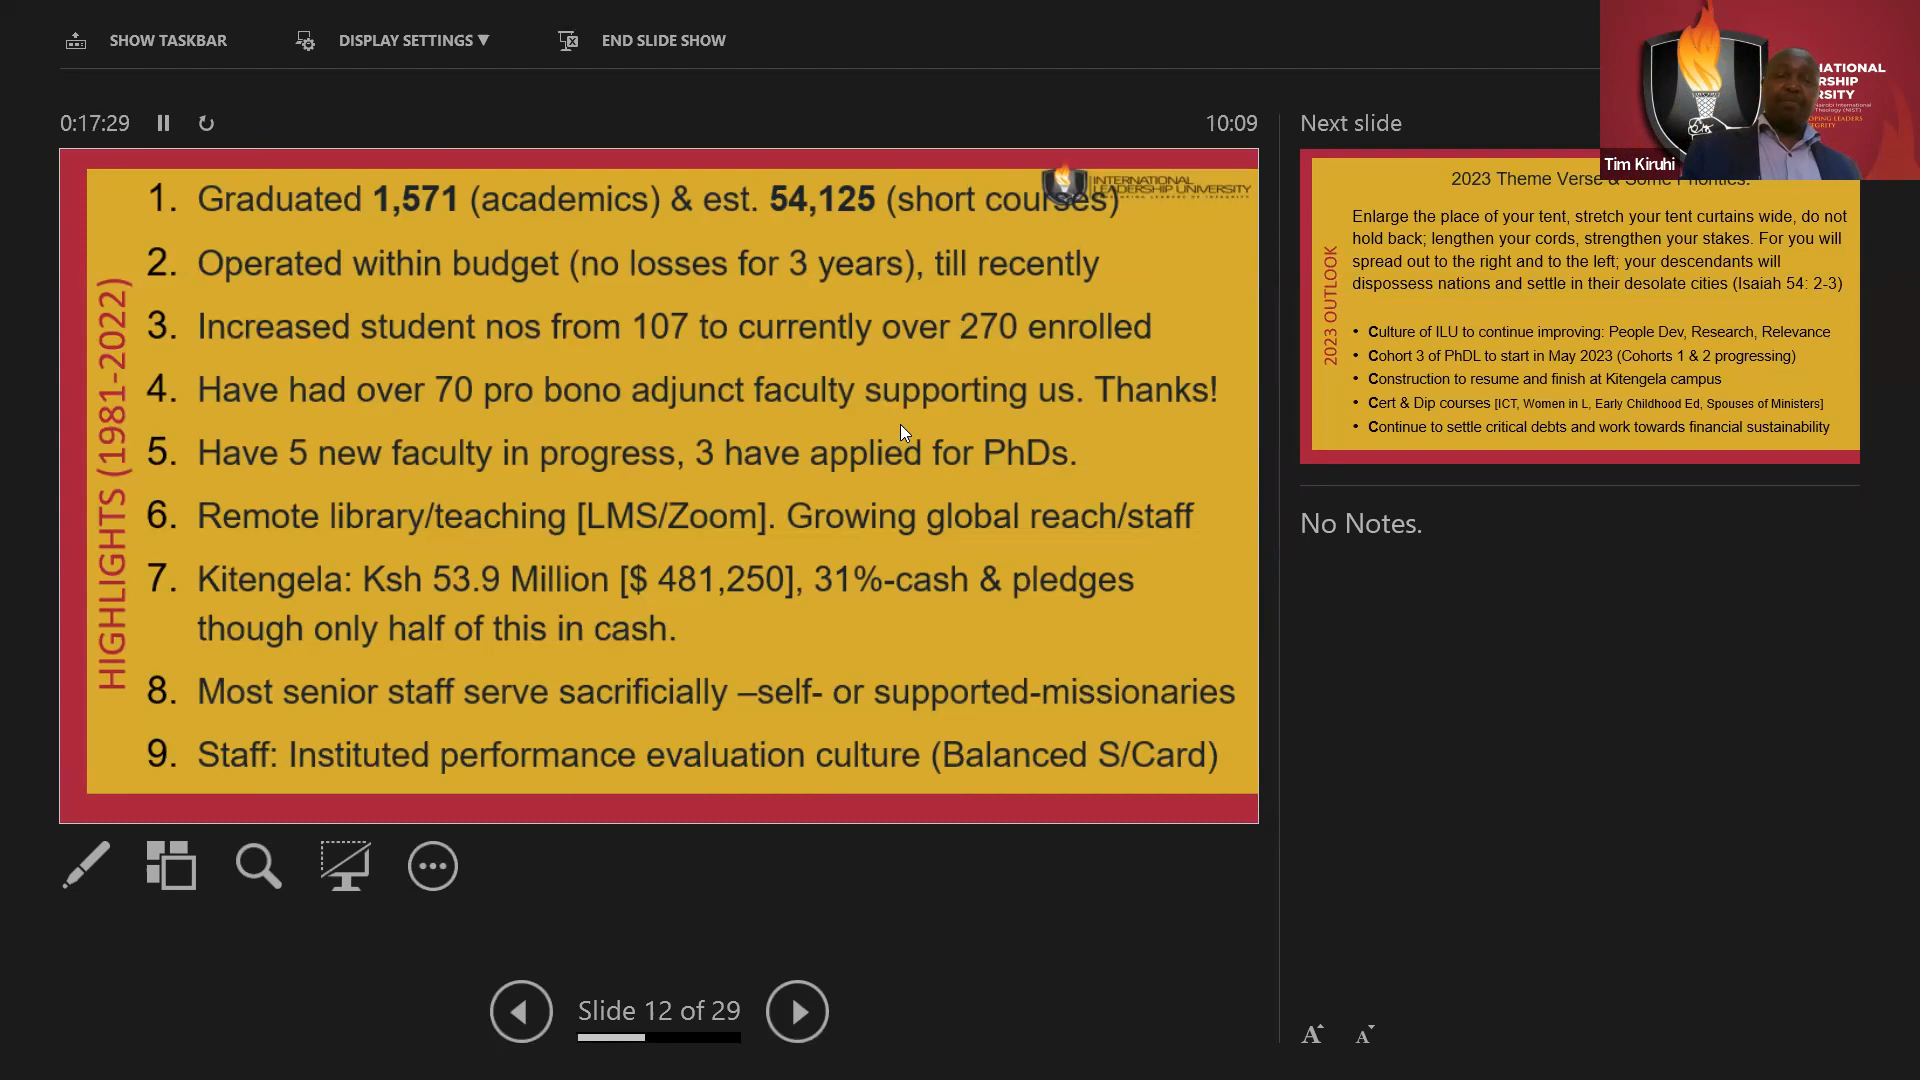 SHOW TASKBAR
DISPLAY SETTINGS ▼
END SLIDE SHOW
0:17:29
10:09
HIGHLIGHTS (1981-2022)
INTERNATIONAL
LEADERSHIP UNIVERSITY
1. Graduated 1,571 (academics) & est. 54,125 (short courses)
2. Operated within budget (no losses for 3 years), till recently
3. Increased student nos from 107 to currently over 270 enrolled
4. Have had over 70 pro bono adjunct faculty supporting us. Thanks!
5. Have 5 new faculty in progress, 3 have applied for PhDs.
6. Remote library/teaching [LMS/Zoom]. Growing global reach/staff
7. Kitengela: Ksh 53.9 Million [$ 481,250], 31%-cash & pledges
though only half of this in cash.
8. Most senior staff serve sacrificially –self- or supported-missionaries
9. Staff: Instituted performance evaluation culture (Balanced S/Card)
Slide 12 of 29
Next slide
2023 OUTLOOK
2023 Theme Verse & Some Priorities:
Enlarge the place of your tent, stretch your tent curtains wide, do not
hold back; lengthen your cords, strengthen your stakes. For you will
spread out to the right and to the left; your descendants will
dispossess nations and settle in their desolate cities (Isaiah 54: 2-3)
• Culture of ILU to continue improving: People Dev, Research, Relevance
• Cohort 3 of PhDL to start in May 2023 (Cohorts 1 & 2 progressing)
• Construction to resume and finish at Kitengela campus
• Cert & Dip courses [ICT, Women in L, Early Childhood Ed, Spouses of Ministers]
• Continue to settle critical debts and work towards financial sustainability
No Notes.
NATIONAL
RSHIP
RSITY
Nairobi International
Theology (NIST)
OPING LEADERS
EGRITY
Tim Kiruhi